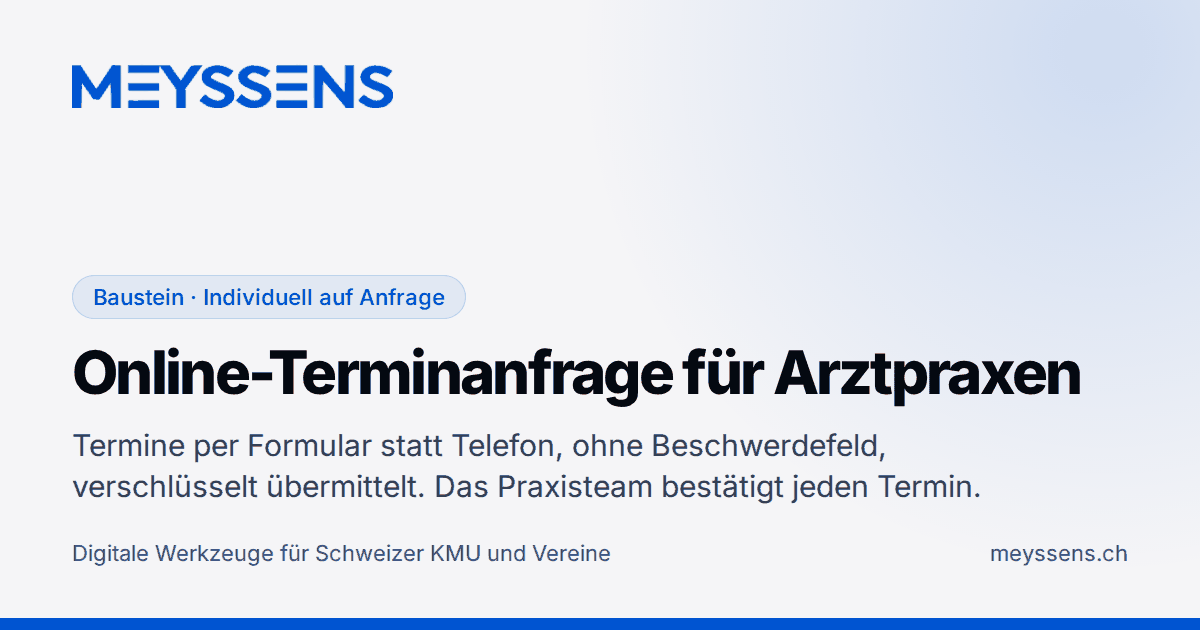 MEYSSENS
Baustein · Individuell auf Anfrage
Online-Terminanfrage für Arztpraxen
Termine per Formular statt Telefon, ohne Beschwerdefeld,
verschlüsselt übermittelt. Das Praxisteam bestätigt jeden Termin.
Digitale Werkzeuge für Schweizer KMU und Vereine
meyssens.ch